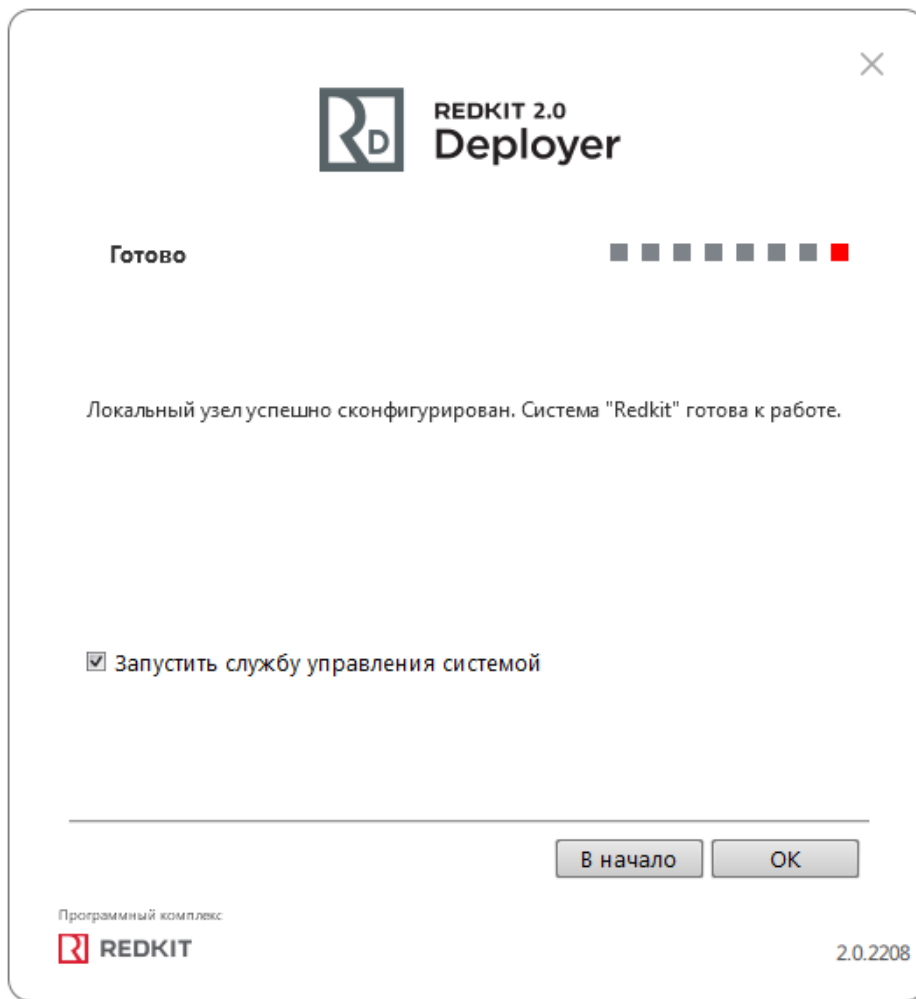 REDKIT 2.0
Deployer
Готово
Локальный узел успешно сконфигурирован. Система "Redkit" готова к работе.
Запустить службу управления системой
В начало
OK
Программный комплекс
REDKIT
2.0.2208